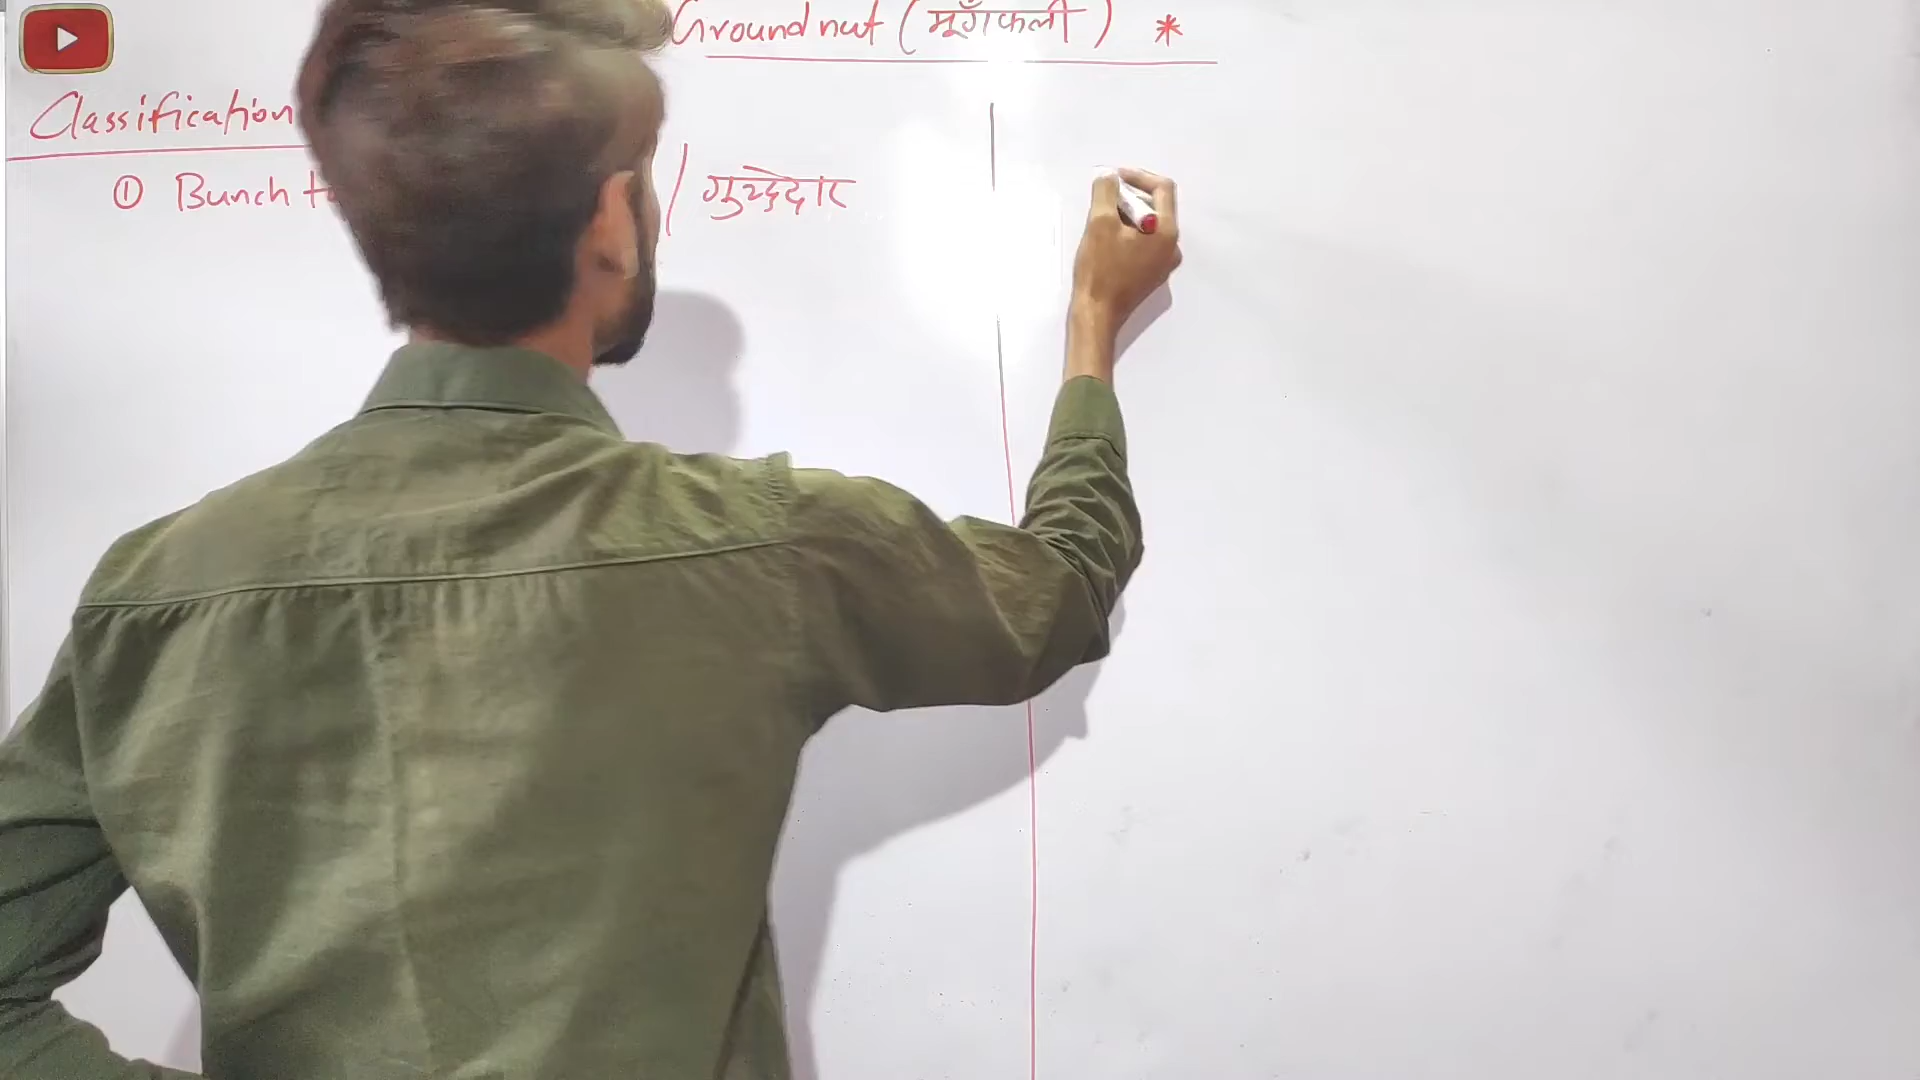 Groundnut (मूँगफली) *
Classification
① Bunch / गुच्छेदार